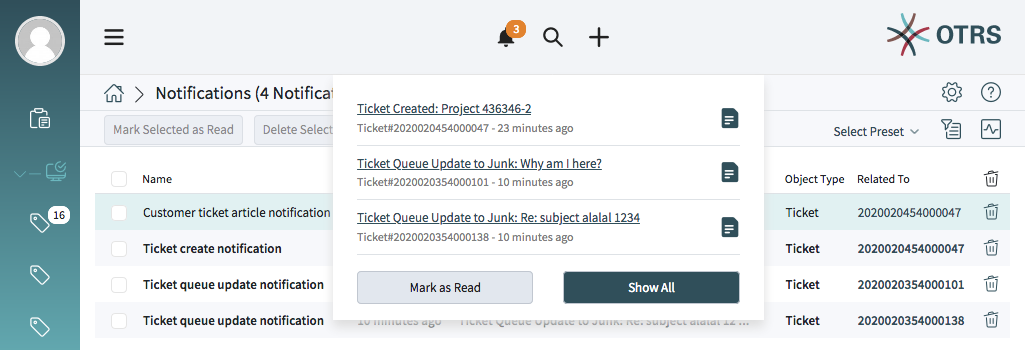 3
OTRS
Notifications (4 Notificat
Mark Selected as Read
Delete Select
Select Preset
Ticket Created: Project 436346-2
Ticket#2020020454000047 - 23 minutes ago
Ticket Queue Update to Junk: Why am I here?
Ticket#2020020354000101 - 10 minutes ago
Ticket Queue Update to Junk: Re: subject alalal 1234
Ticket#2020020354000138 - 10 minutes ago
Mark as Read
Show All
16
Name
Object Type
Related To
Customer ticket article notification
Ticket
2020020454000047
Ticket create notification
Ticket
2020020454000047
Ticket queue update notification
Ticket
2020020354000101
Ticket queue update notification
10 minutes ago
Ticket Queue Update to Junk: Re: subject alalal 12 ...
Ticket
2020020354000138